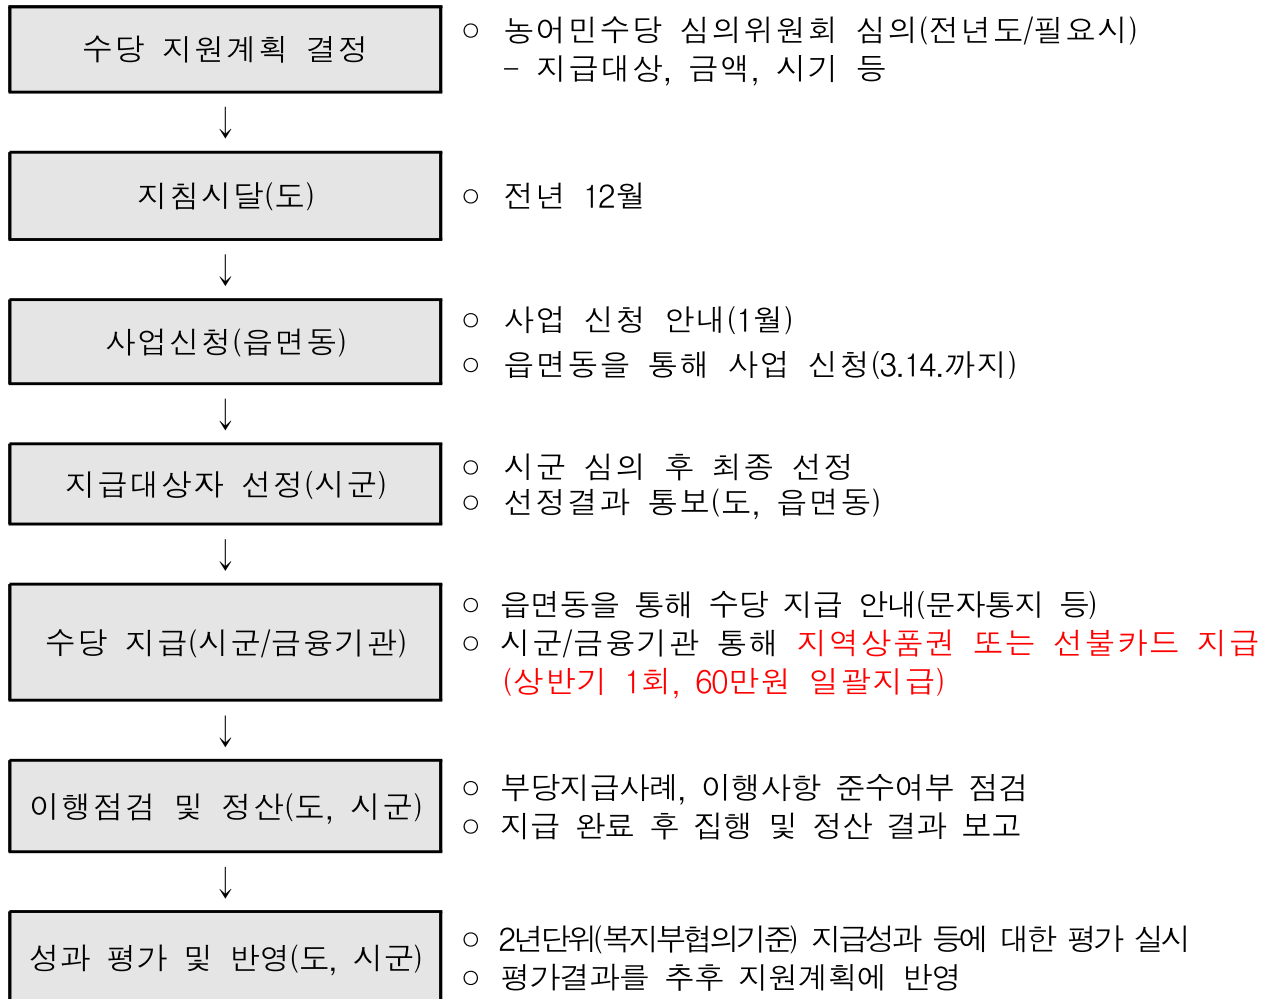 수당 지원계획 결정
○ 농어민수당 심의위원회 심의(전년도/필요시)
- 지급대상, 금액, 시기 등
↓
지침시달(도)
○ 전년 12월
↓
사업신청(읍면동)
○ 사업 신청 안내(1월)
○ 읍면동을 통해 사업 신청(3.14.까지)
↓
지급대상자 선정(시군)
○ 시군 심의 후 최종 선정
○ 선정결과 통보(도, 읍면동)
↓
수당 지급(시군/금융기관)
○ 읍면동을 통해 수당 지급 안내(문자통지 등)
○ 시군/금융기관 통해 지역상품권 또는 선불카드 지급
(상반기 1회, 60만원 일괄지급)
↓
이행점검 및 정산(도, 시군)
○ 부당지급사례, 이행사항 준수여부 점검
○ 지급 완료 후 집행 및 정산 결과 보고
↓
성과 평가 및 반영(도, 시군)
○ 2년단위(복지부협의기준) 지급성과 등에 대한 평가 실시
○ 평가결과를 추후 지원계획에 반영